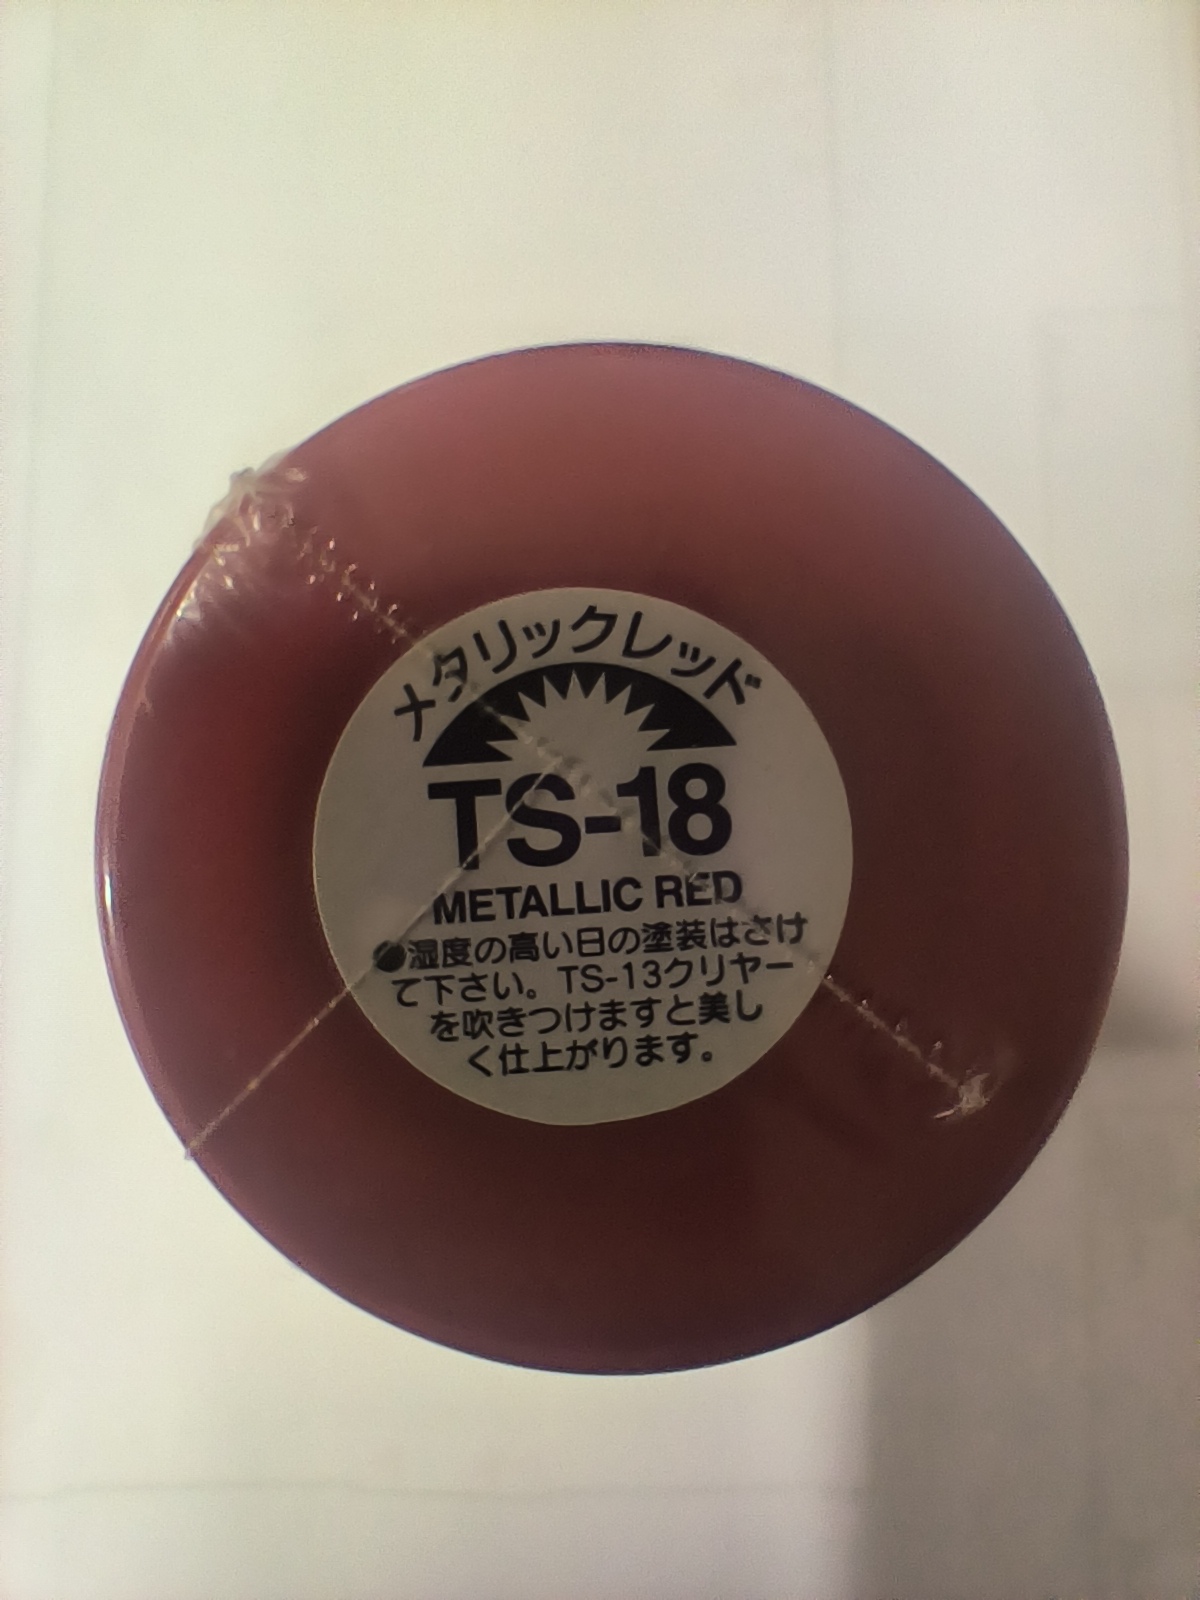 メタリックレッド
TS-18
METALLIC RED
●湿度の高い日の塗装はさけ
て下さい。TS-13クリヤー
を吹きつけますと美し
く仕上がります。